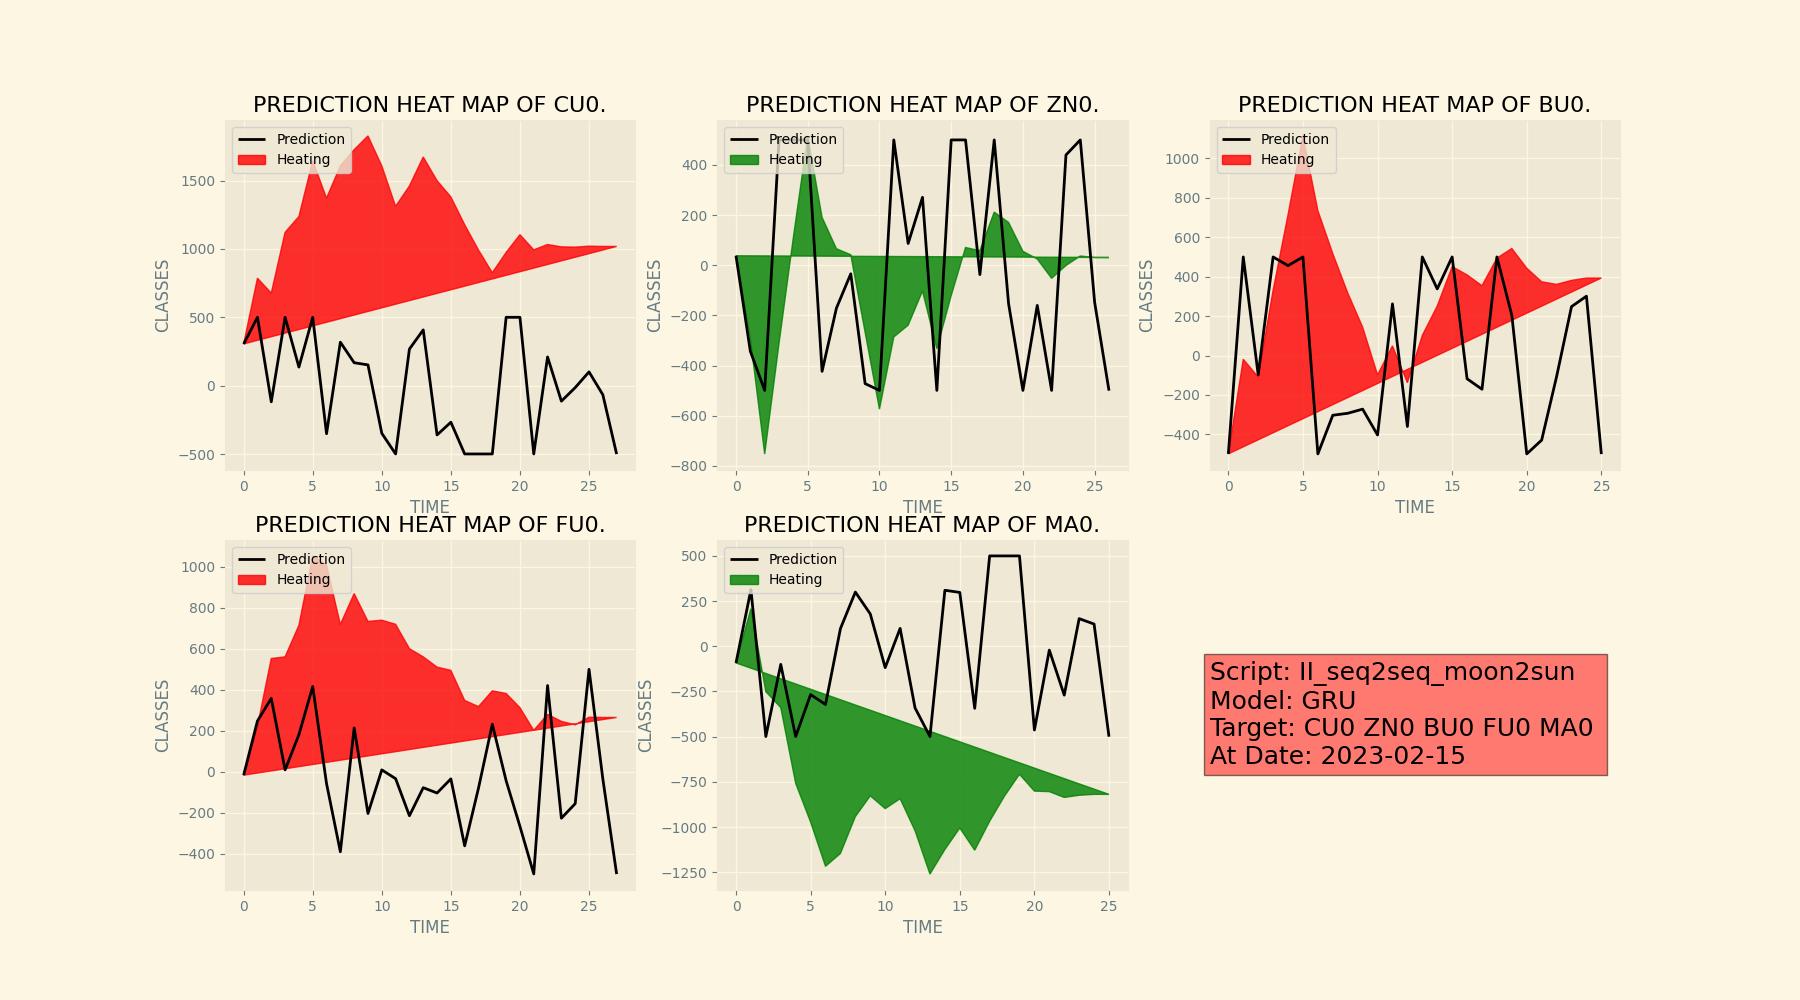 PREDICTION HEAT MAP OF CU0.
Prediction
Heating
CLASSES
1500
1000
500
0
−500
0 5 10 15 20 25
TIME
PREDICTION HEAT MAP OF ZN0.
Prediction
Heating
CLASSES
400
200
0
−200
−400
−600
−800
0 5 10 15 20 25
TIME
PREDICTION HEAT MAP OF BU0.
Prediction
Heating
CLASSES
1000
800
600
400
200
0
−200
−400
0 5 10 15 20 25
TIME
PREDICTION HEAT MAP OF FU0.
Prediction
Heating
CLASSES
1000
800
600
400
200
0
−200
−400
0 5 10 15 20 25
TIME
PREDICTION HEAT MAP OF MA0.
Prediction
Heating
CLASSES
500
250
0
−250
−500
−750
−1000
−1250
0 5 10 15 20 25
TIME
Script: II_seq2seq_moon2sun
Model: GRU
Target: CU0 ZN0 BU0 FU0 MA0
At Date: 2023-02-15